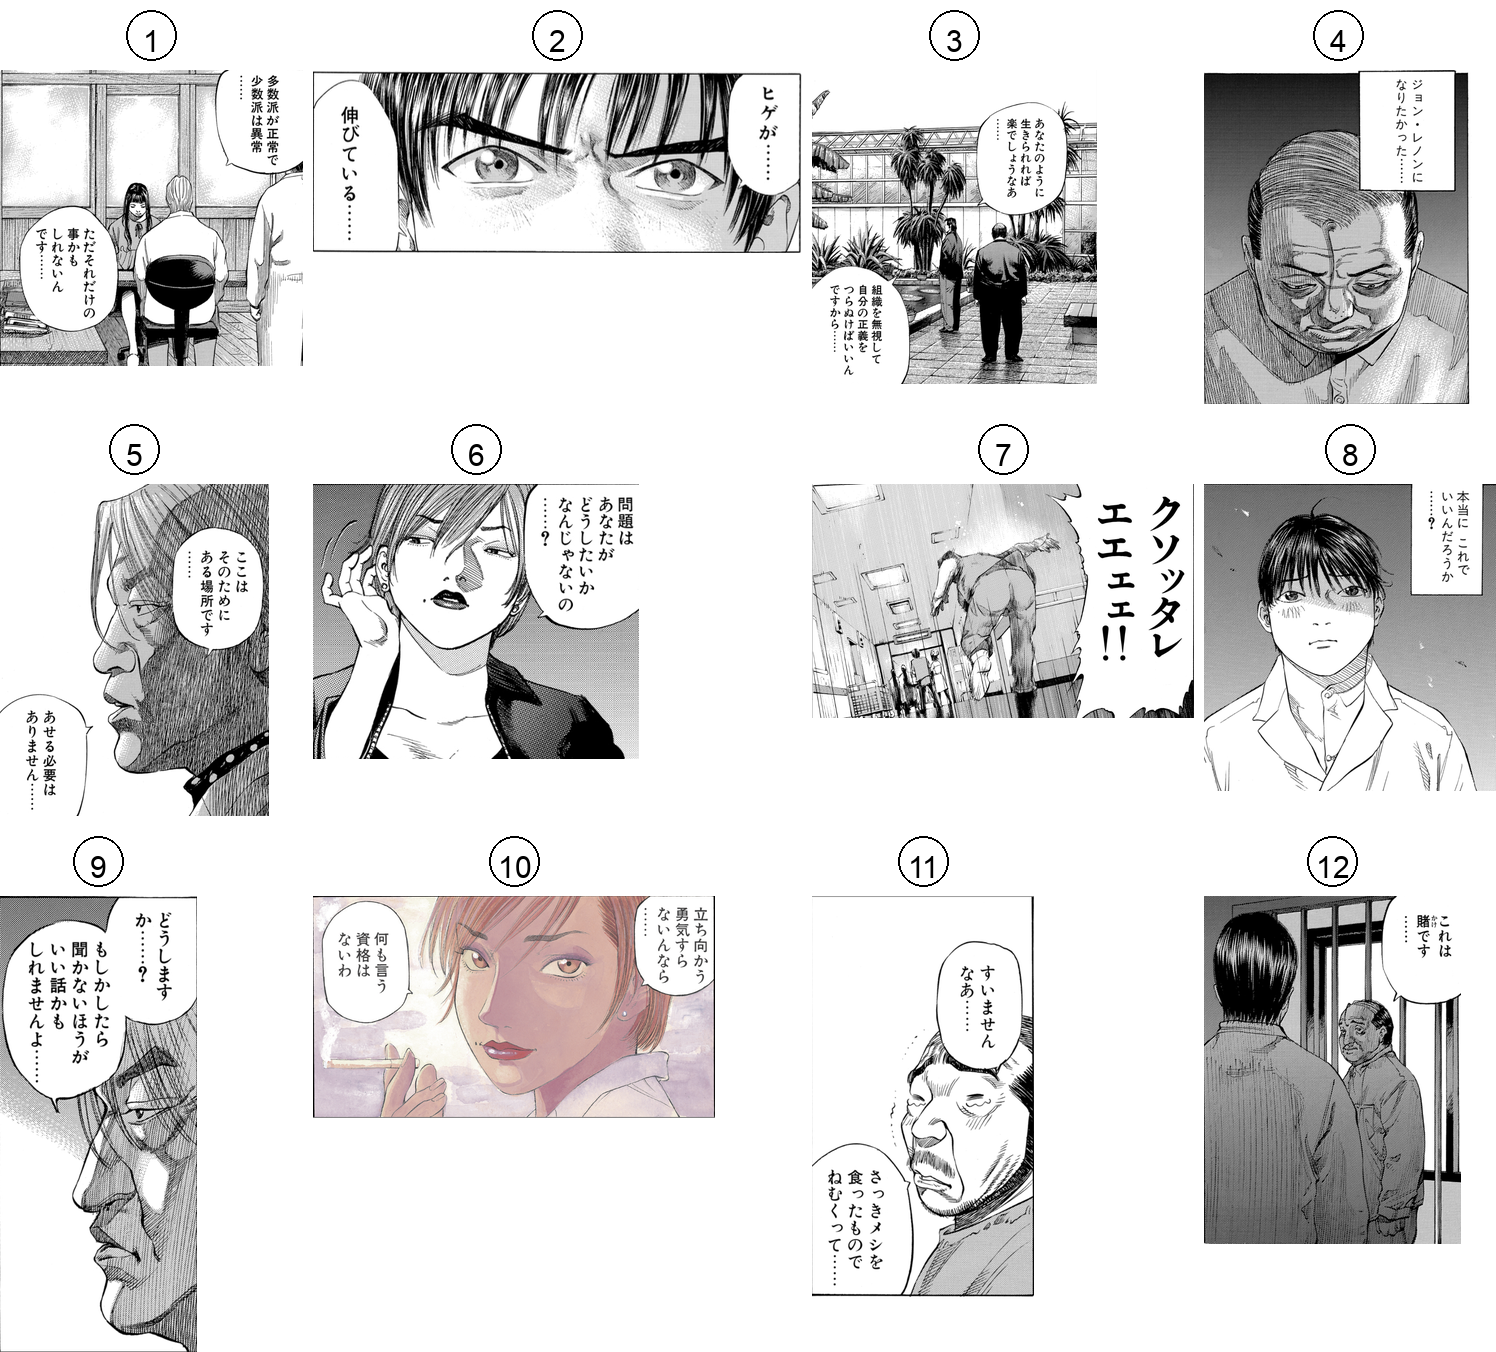 1
多数派が正常で
少数派は異常
……
ただそれだけの
事かも
しれないん
です……
2
ヒゲが……
伸びている……
3
あなたのように
生きられれば
楽でしょうなあ
……
組織を無視して
自分の正義を
つらぬけばいいん
ですから……
4
ジョン・レノンに
なりたかった……
5
ここは
そのために
ある場所です
……
あせる必要は
ありません……
6
問題は
あなたが
どうしたいか
なんじゃないの
……？
7
クソッタレ
エエェェ!!
8
本当に これで
いいんだろうか
……？
9
どうします
か……？
もしかしたら
聞かないほうが
いい話かも
しれませんよ……
10
立ち向かう
勇気すら
ないんなら
……
何も言う
資格は
ないわ
11
すいません
なあ……
さっきメシを
食ったもので
ねむくって……
12
これは
賭です
かけ